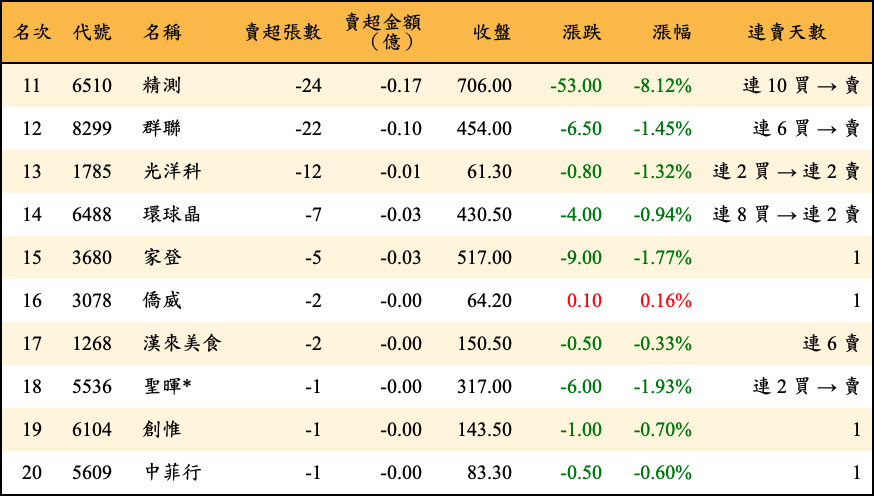 名次 代號 名稱 賣超張數 賣超金額（億） 收盤 漲跌 漲幅 連賣天數
11 6510 精測 -24 -0.17 706.00 -53.00 -8.12% 連 10 買 → 賣
12 8299 群聯 -22 -0.10 454.00 -6.50 -1.45% 連 6 買 → 賣
13 1785 光洋科 -12 -0.01 61.30 -0.80 -1.32% 連 2 買 → 連 2 賣
14 6488 環球晶 -7 -0.03 430.50 -4.00 -0.94% 連 8 買 → 連 2 賣
15 3680 家登 -5 -0.03 517.00 -9.00 -1.77% 1
16 3078 僑威 -2 -0.00 64.20 0.10 0.16% 1
17 1268 漢來美食 -2 -0.00 150.50 -0.50 -0.33% 連 6 賣
18 5536 聖暉* -1 -0.00 317.00 -6.00 -1.93% 連 2 買 → 賣
19 6104 創惟 -1 -0.00 143.50 -1.00 -0.70% 1
20 5609 中菲行 -1 -0.00 83.30 -0.50 -0.60% 1